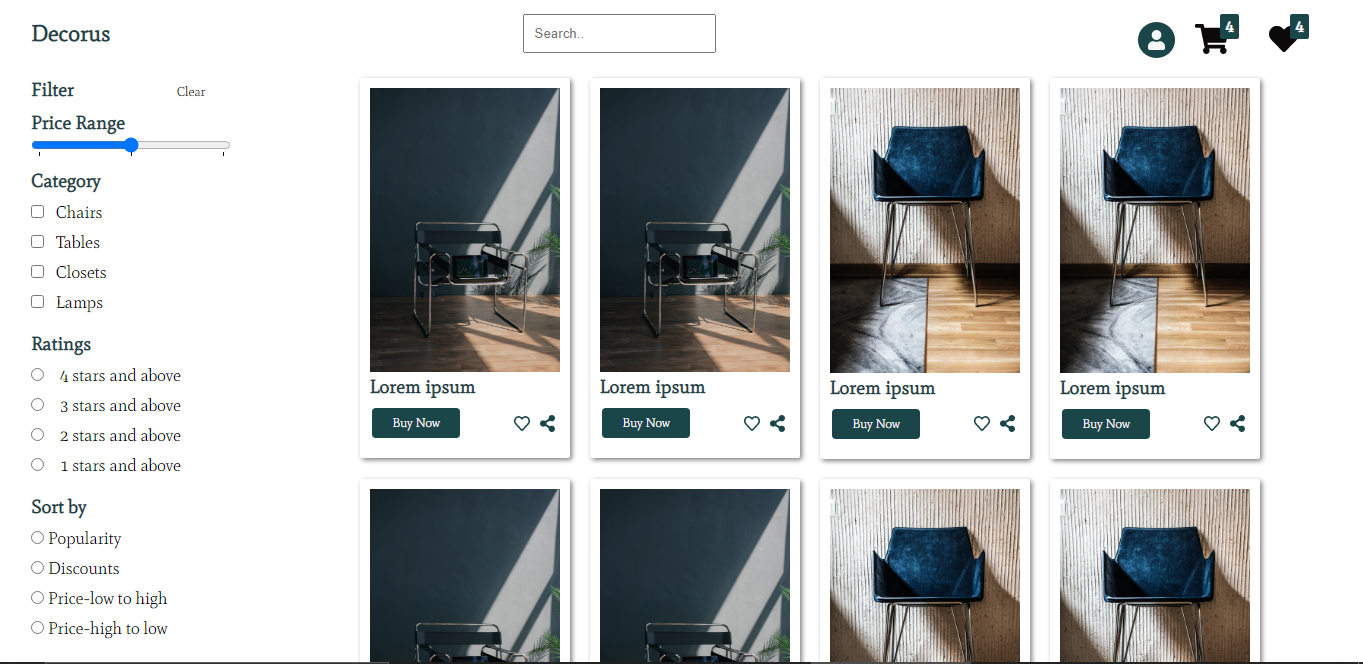 Decorus
Search..
4
4
Filter
Clear
Price Range
Category
Chairs
Tables
Closets
Lamps
Ratings
4 stars and above
3 stars and above
2 stars and above
1 stars and above
Sort by
Popularity
Discounts
Price-low to high
Price-high to low
Lorem ipsum
Buy Now
Lorem ipsum
Buy Now
Lorem ipsum
Buy Now
Lorem ipsum
Buy Now